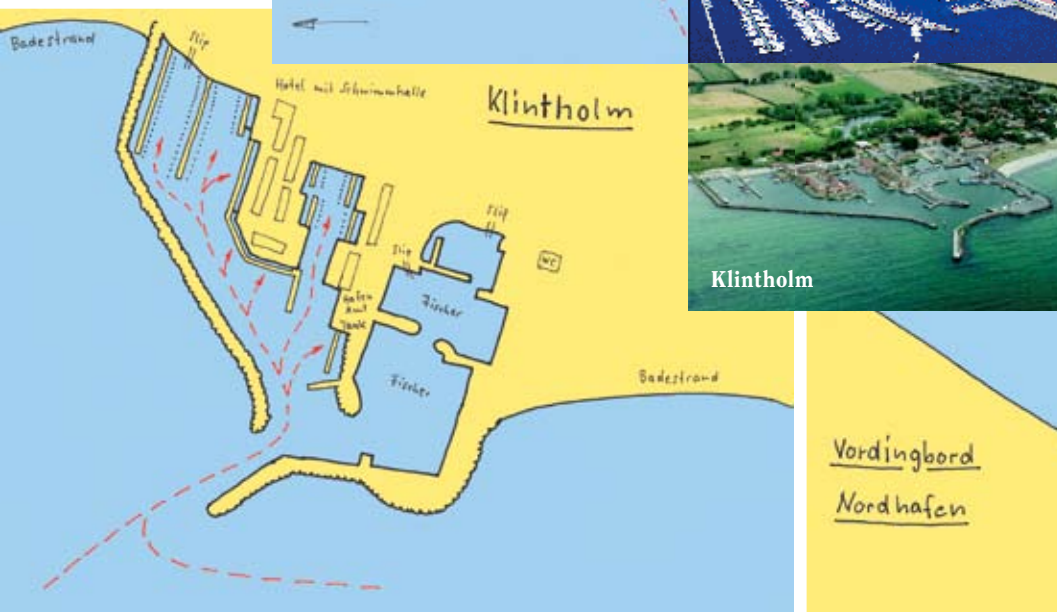 Badestrand
Slip
Hotel mit Schwimmhalle
Klintholm
Slip
Slip
WC
Hafen
Amt
Tank
Fischer
Fischer
Badestrand
Klintholm
Vordingbord
Nordhafen